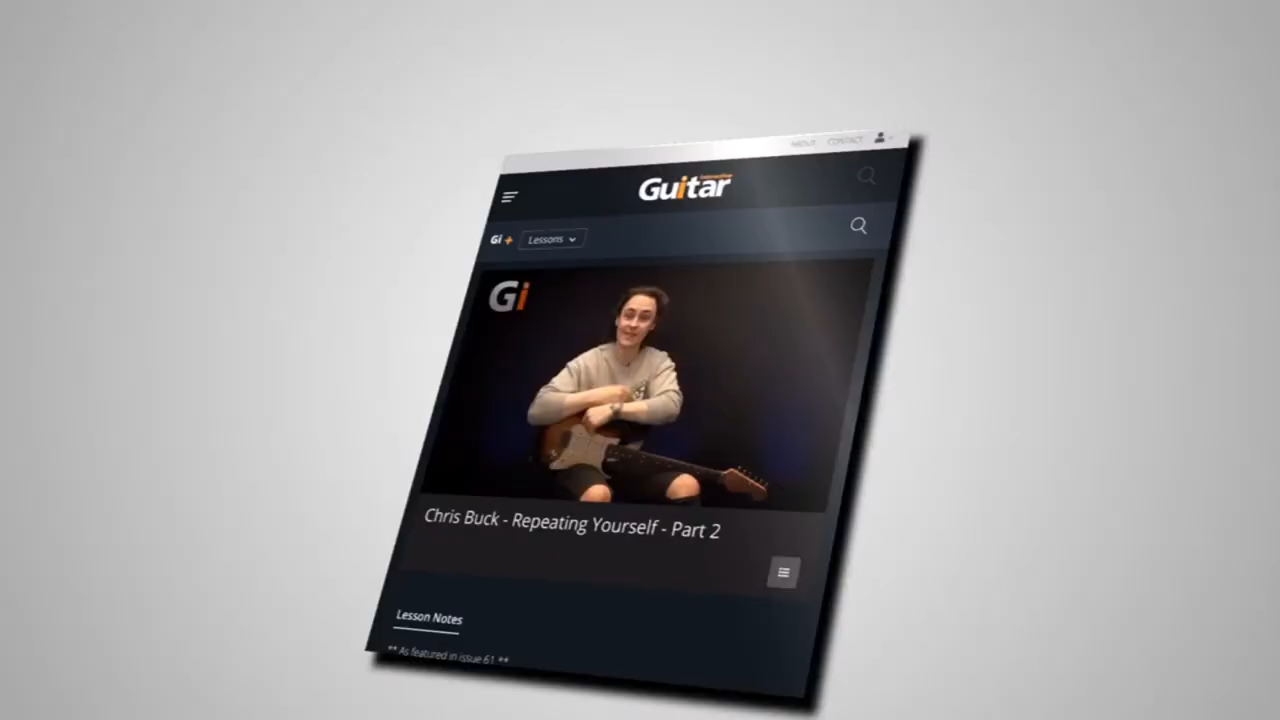 ABOUT CONTACT
Guitar
interactive
Gi+ Lessons
Gi
Chris Buck - Repeating Yourself - Part 2
Lesson Notes
** As featured in issue 61 **